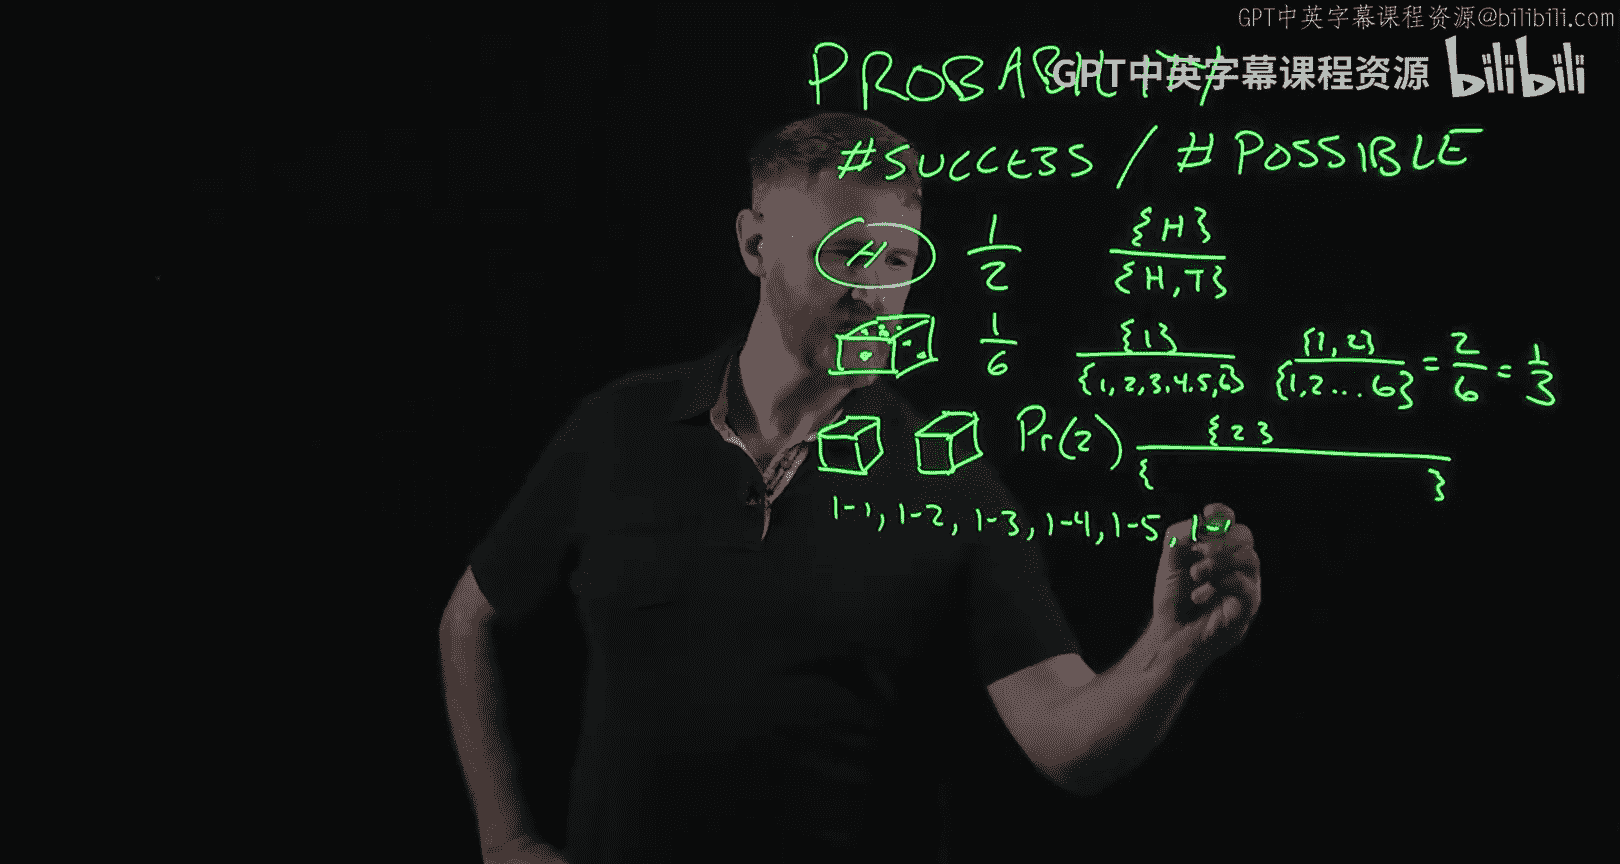 GPT中英字幕课程资源@bilibili.com
PROBABILITY
GPT中英字幕课程资源 bilibili
#SUCCESS / #POSSIBLE
H 1/2 {H}/{H,T}
1/6 {1}/{1,2,3,4,5,6} {1,2}/{1,2...6} = 2/6 = 1/3
Pr(2) {2}/{ }
1-1, 1-2, 1-3, 1-4, 1-5, 1-